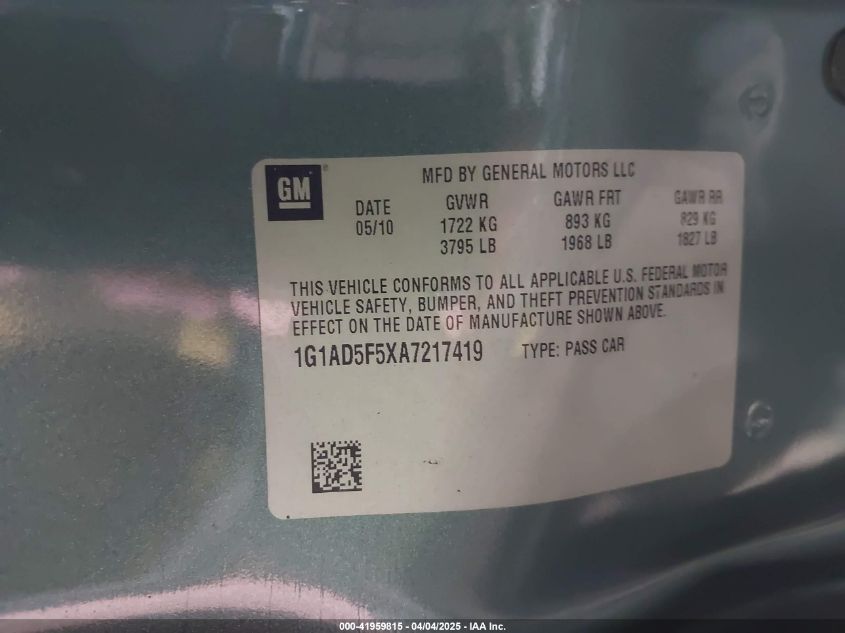 GM
MFD BY GENERAL MOTORS LLC
DATE GVWR GAWR FRT GAWR RR
05/10 1722 KG 893 KG 829 KG
3795 LB 1968 LB 1827 LB
THIS VEHICLE CONFORMS TO ALL APPLICABLE U.S. FEDERAL MOTOR
VEHICLE SAFETY, BUMPER, AND THEFT PREVENTION STANDARDS IN
EFFECT ON THE DATE OF MANUFACTURE SHOWN ABOVE.
1G1AD5F5XA7217419 TYPE: PASS CAR
000-41959815 - 04/04/2025 - IAA Inc.